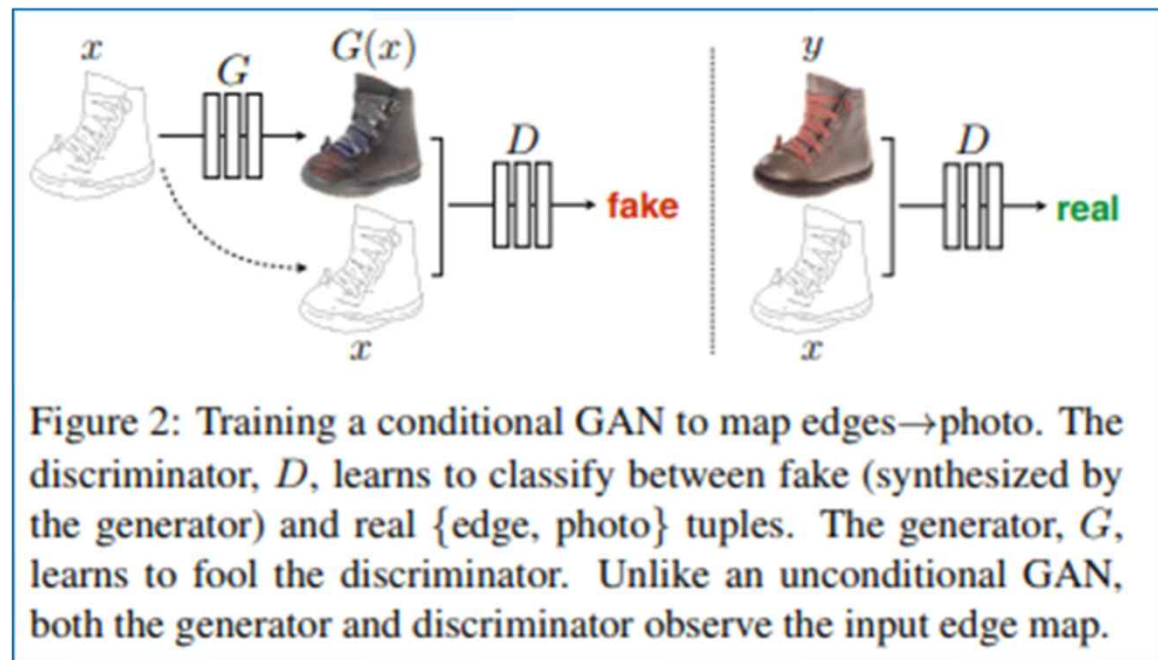 x
G
G(x)
D
fake
x
y
D
real
x
Figure 2: Training a conditional GAN to map edges→photo. The
discriminator, D, learns to classify between fake (synthesized by
the generator) and real {edge, photo} tuples. The generator, G,
learns to fool the discriminator. Unlike an unconditional GAN,
both the generator and discriminator observe the input edge map.